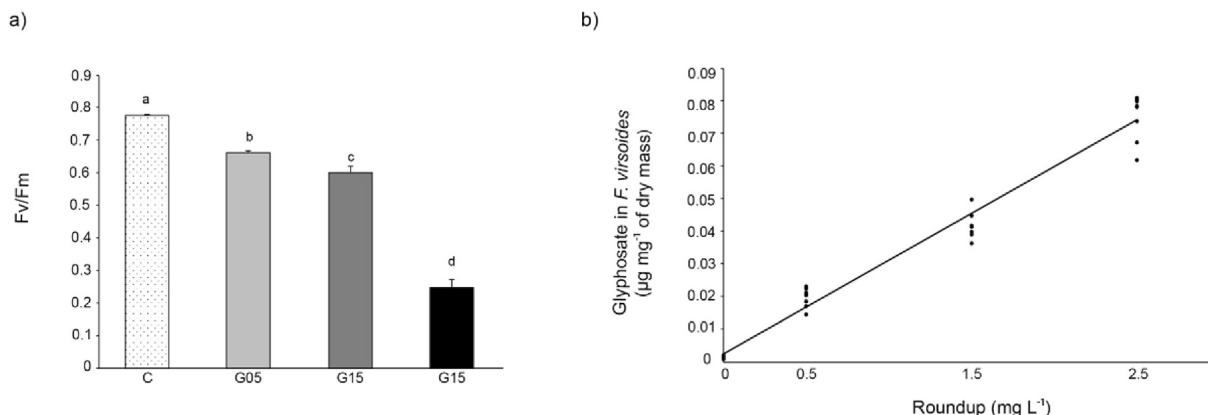 a)
0.9
0.8
0.7
0.6
0.5
0.4
0.3
0.2
0.1
0
Fv/Fm
a
b
c
d
C G05 G15 G15
b)
0.09
0.08
0.07
0.06
0.05
0.04
0.03
0.02
0.01
0
Glyphosate in F. virsoides
(µg mg⁻¹ of dry mass)
0 0.5 1.5 2.5
Roundup (mg L⁻¹)